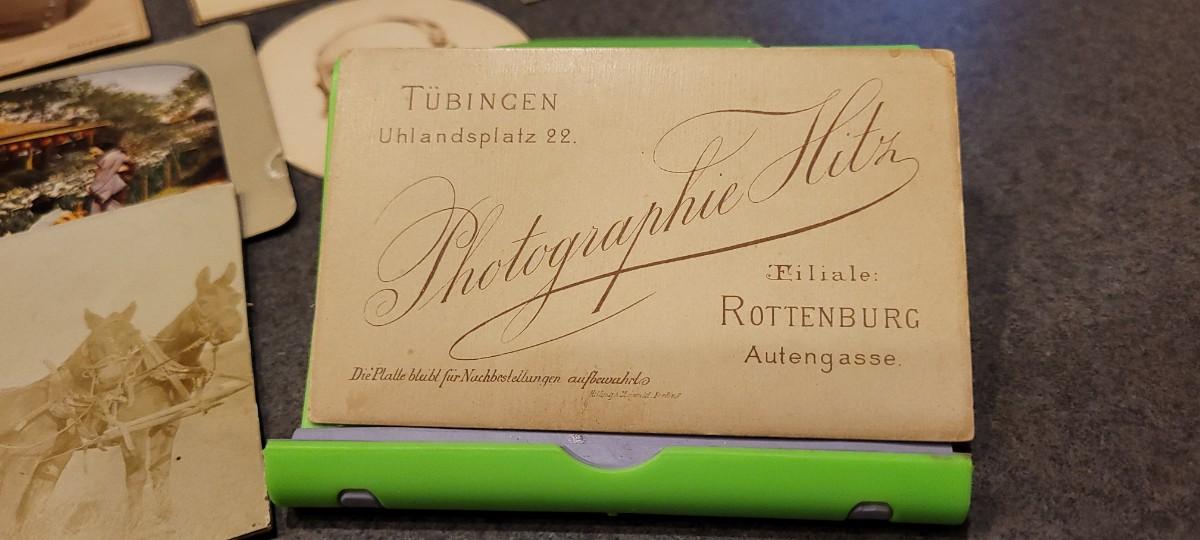 TÜBINGEN
Uhlandsplatz 22.
Photographie Hitz
Filiale:
ROTTENBURG
Autengasse.
Die Platte bleibt für Nachbestellungen aufbewahrt